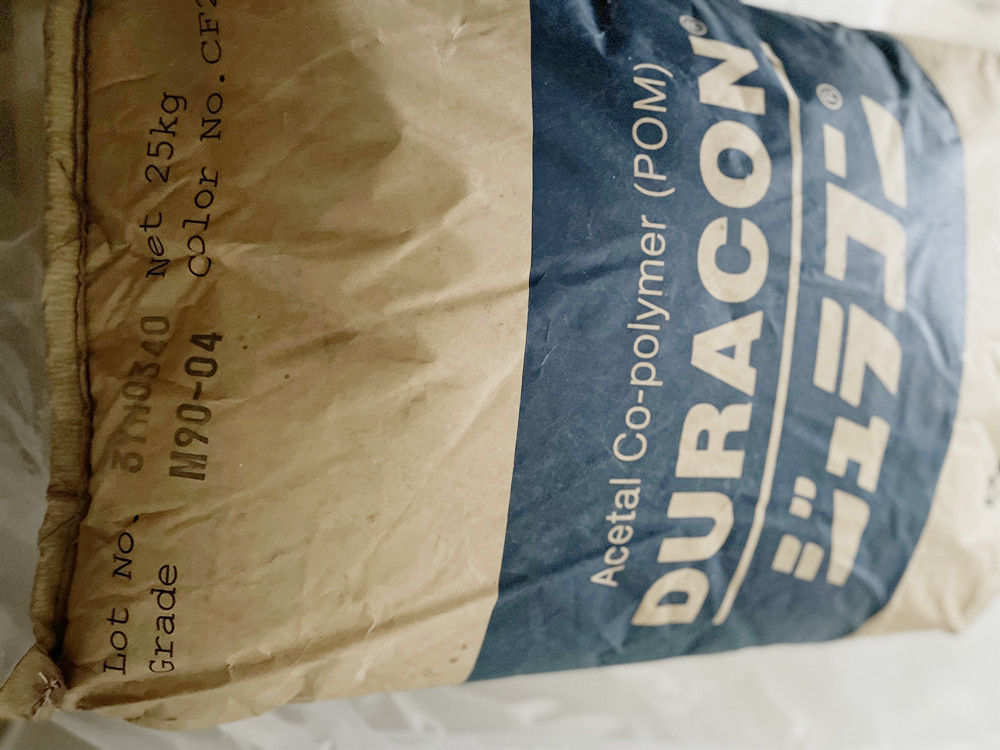 Lot No. Net 25kg
Grade M90-04 Color No.
Acetal Co-polymer (POM)
DURACON®
ジュラコン®